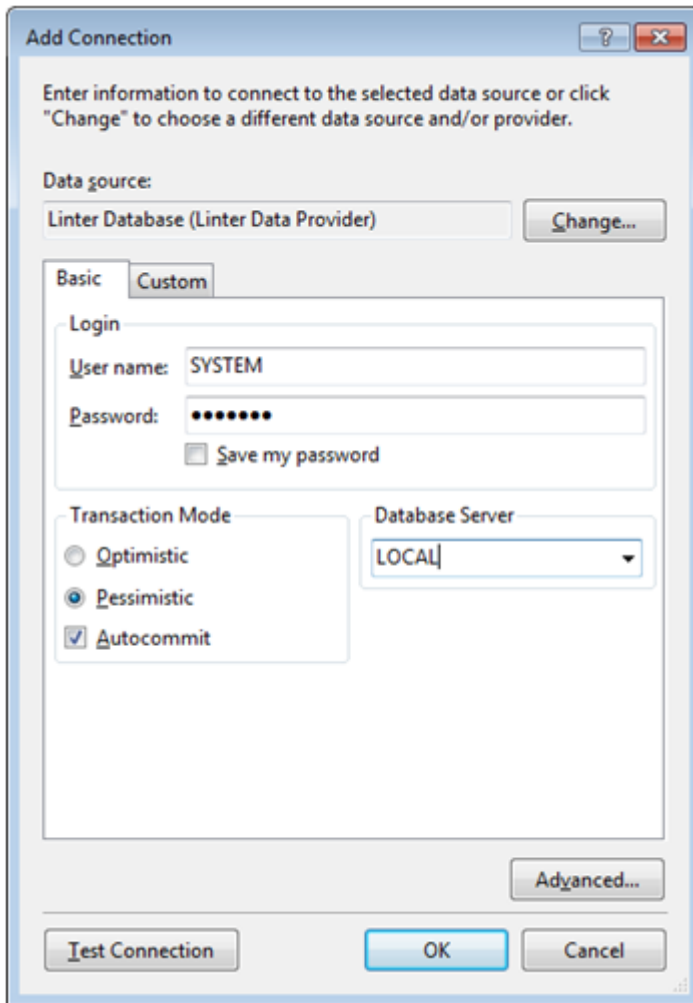 Add Connection
Enter information to connect to the selected data source or click
"Change" to choose a different data source and/or provider.
Data source:
Linter Database (Linter Data Provider)
Change...
Basic
Custom
Login
User name:
SYSTEM
Password:
•••••••
Save my password
Transaction Mode
Optimistic
Pessimistic
Autocommit
Database Server
LOCAL
Advanced...
Test Connection
OK
Cancel